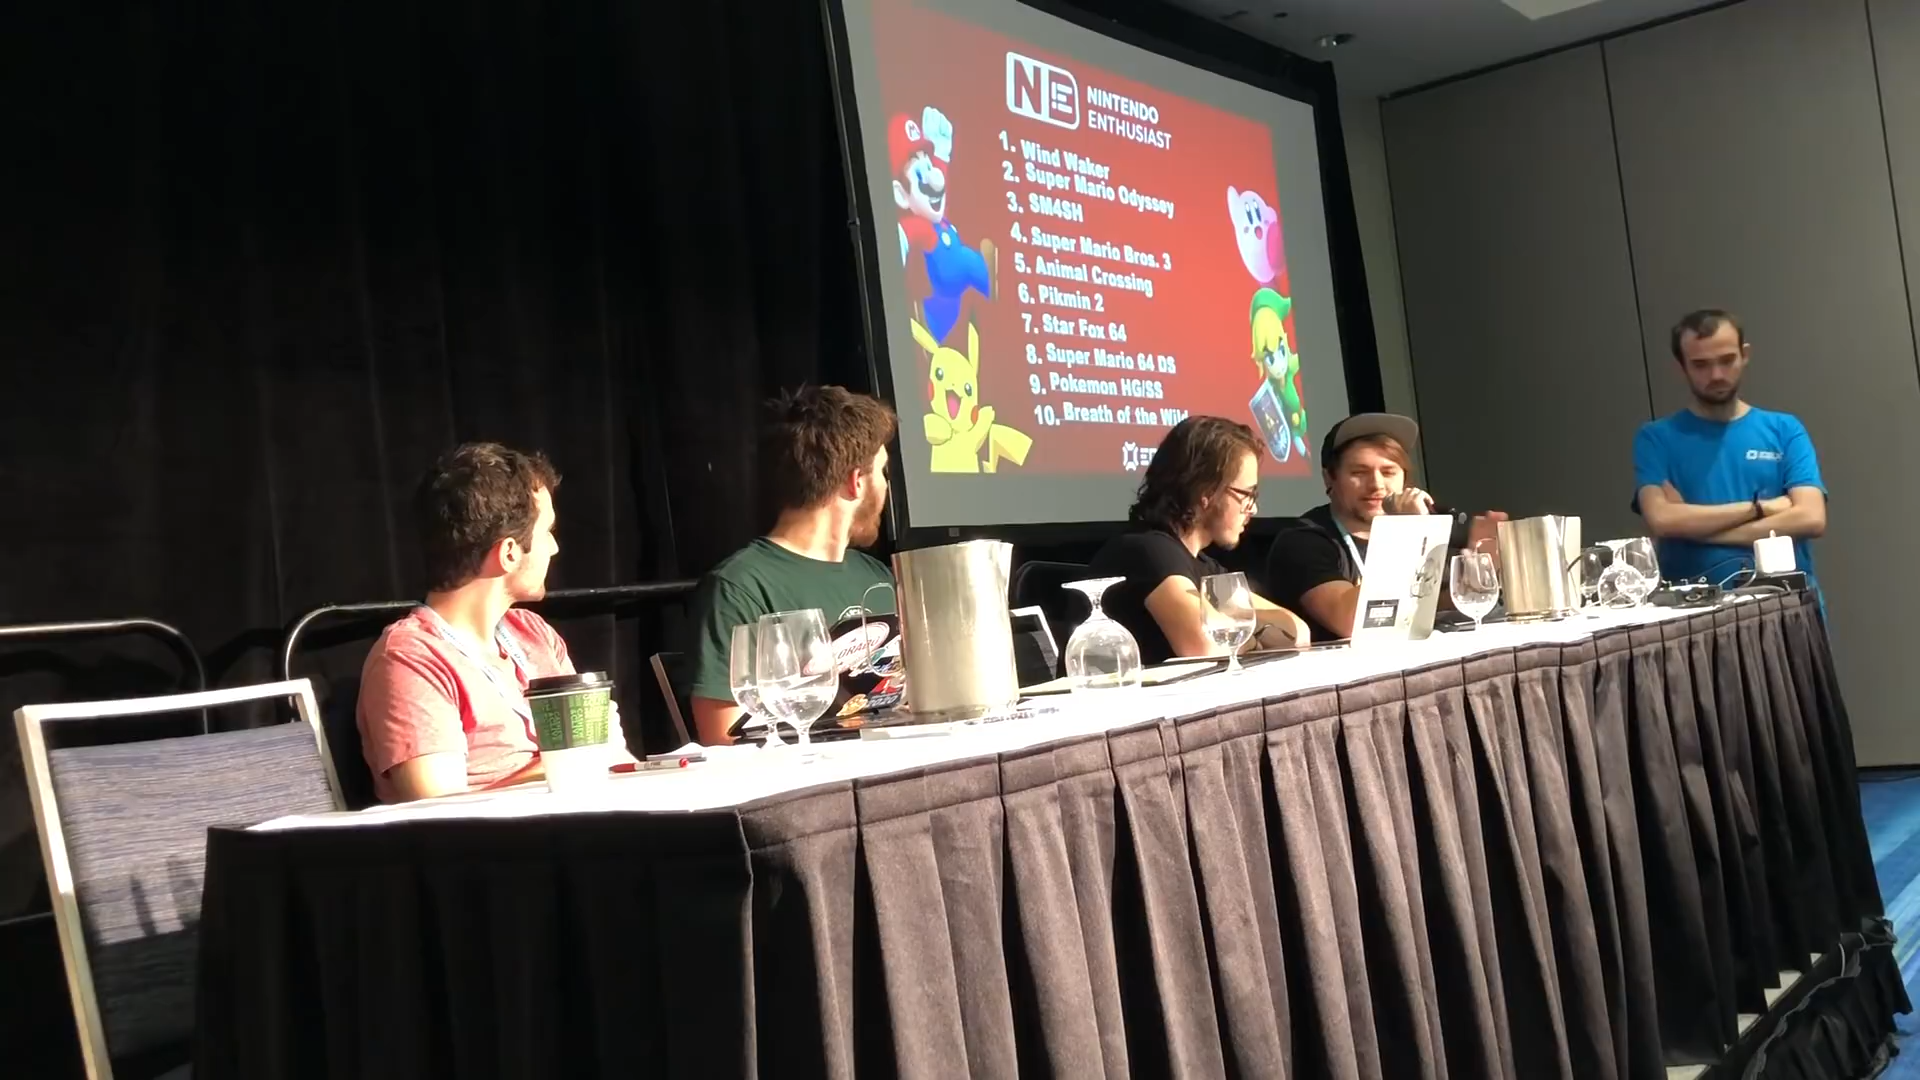 NE NINTENDO
ENTHUSIAST
1. Wind Waker
2. Super Mario Odyssey
3. SM4SH
4. Super Mario Bros. 3
5. Animal Crossing
6. Pikmin 2
7. Star Fox 64
8. Super Mario 64 DS
9. Pokemon HG/SS
10. Breath of the Wild